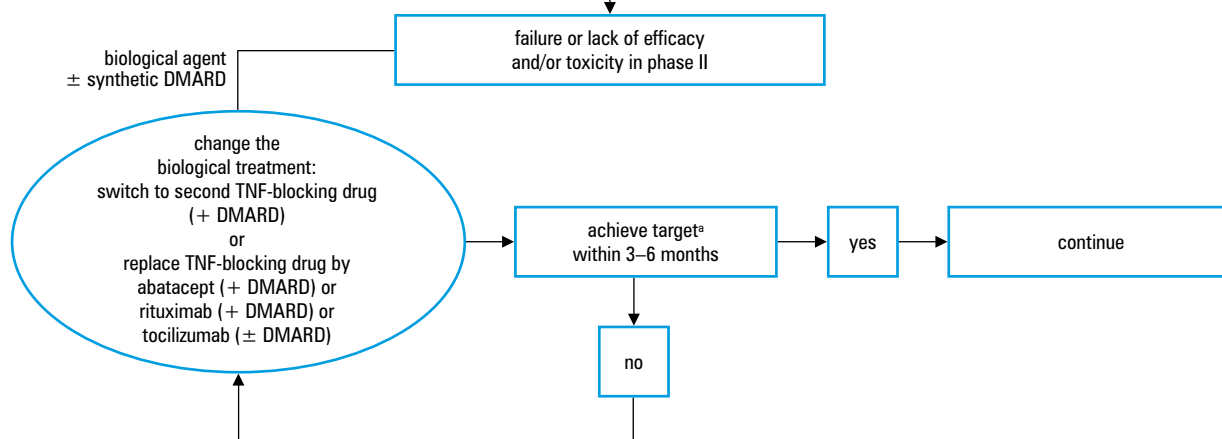 failure or lack of efficacy
and/or toxicity in phase II
biological agent
± synthetic DMARD
change the
biological treatment:
switch to second TNF-blocking drug
(+ DMARD)
or
replace TNF-blocking drug by
abatacept (+ DMARD) or
rituximab (+ DMARD) or
tocilizumab (± DMARD)
achieve targetᵃ
within 3–6 months
yes
continue
no